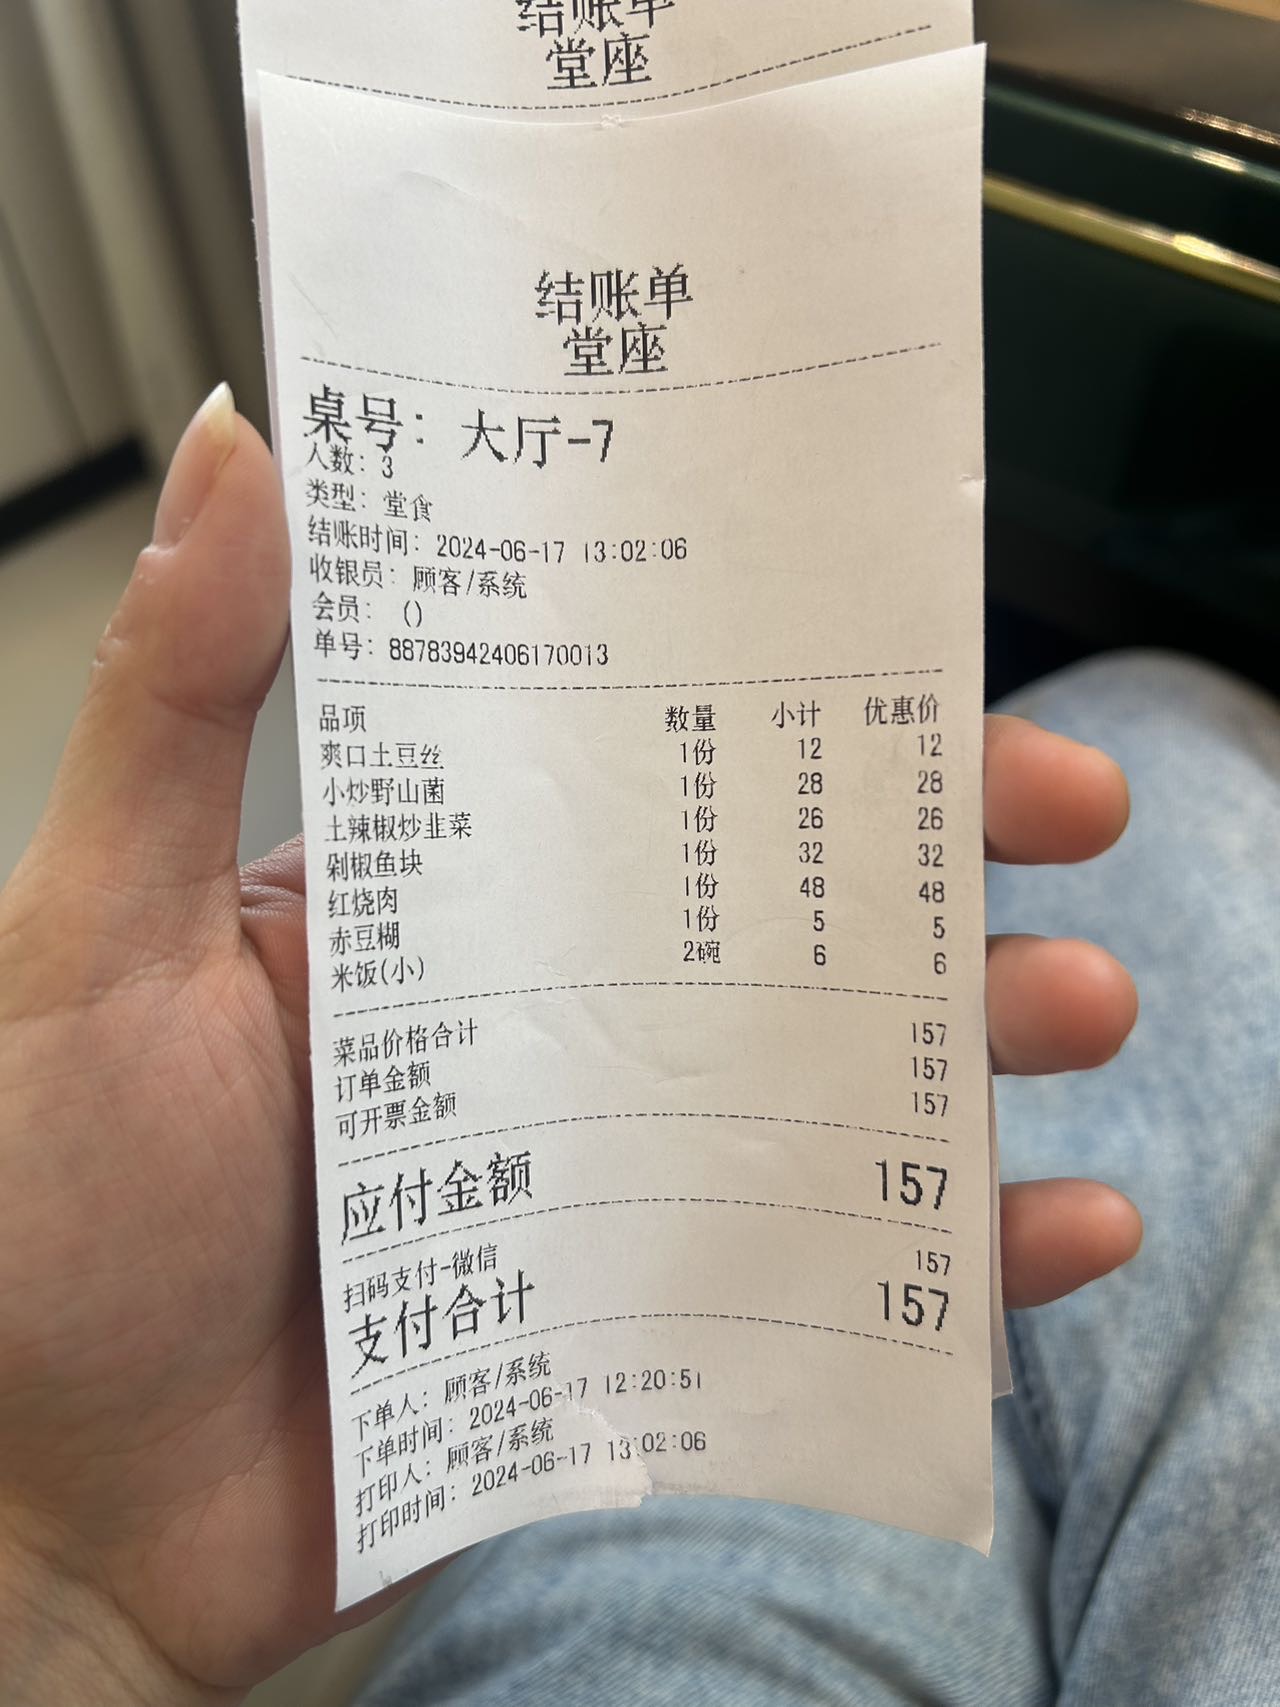 结账单
堂座
结账单
堂座
桌号: 大厅-7
人数: 3
类型: 堂食
结账时间: 2024-06-17 13:02:06
收银员: 顾客/系统
会员: ()
单号: 88783942406170013
品项 数量 小计 优惠价
爽口土豆丝 1份 12 12
小炒野山菌 1份 28 28
土辣椒炒韭菜 1份 26 26
剁椒鱼块 1份 32 32
红烧肉 1份 48 48
赤豆糊 1份 5 5
米饭(小) 2碗 6 6
菜品价格合计 157
订单金额 157
可开票金额 157
应付金额 157
扫码支付-微信 157
支付合计 157
下单人: 顾客/系统
下单时间: 2024-06-17 12:20:51
打印人: 顾客/系统
打印时间: 2024-06-17 13:02:06